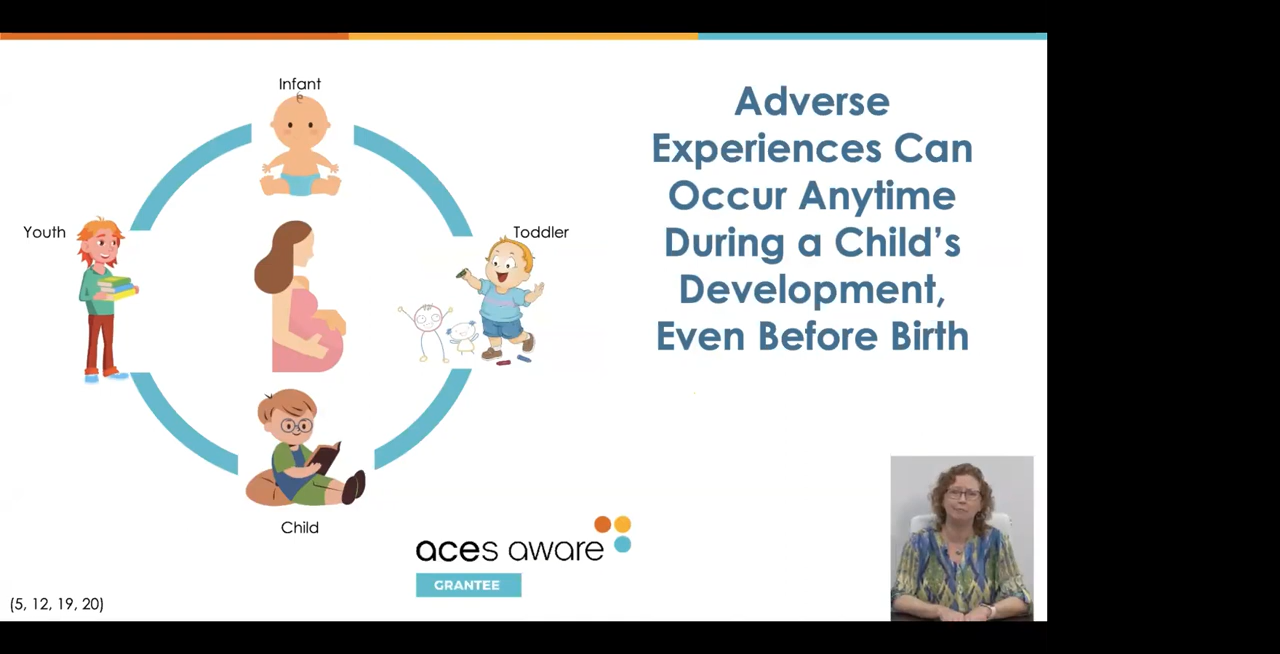 Infant
Youth
Toddler
Child
Adverse
Experiences Can
Occur Anytime
During a Child’s
Development,
Even Before Birth
aces aware
GRANTEE
(5, 12, 19, 20)